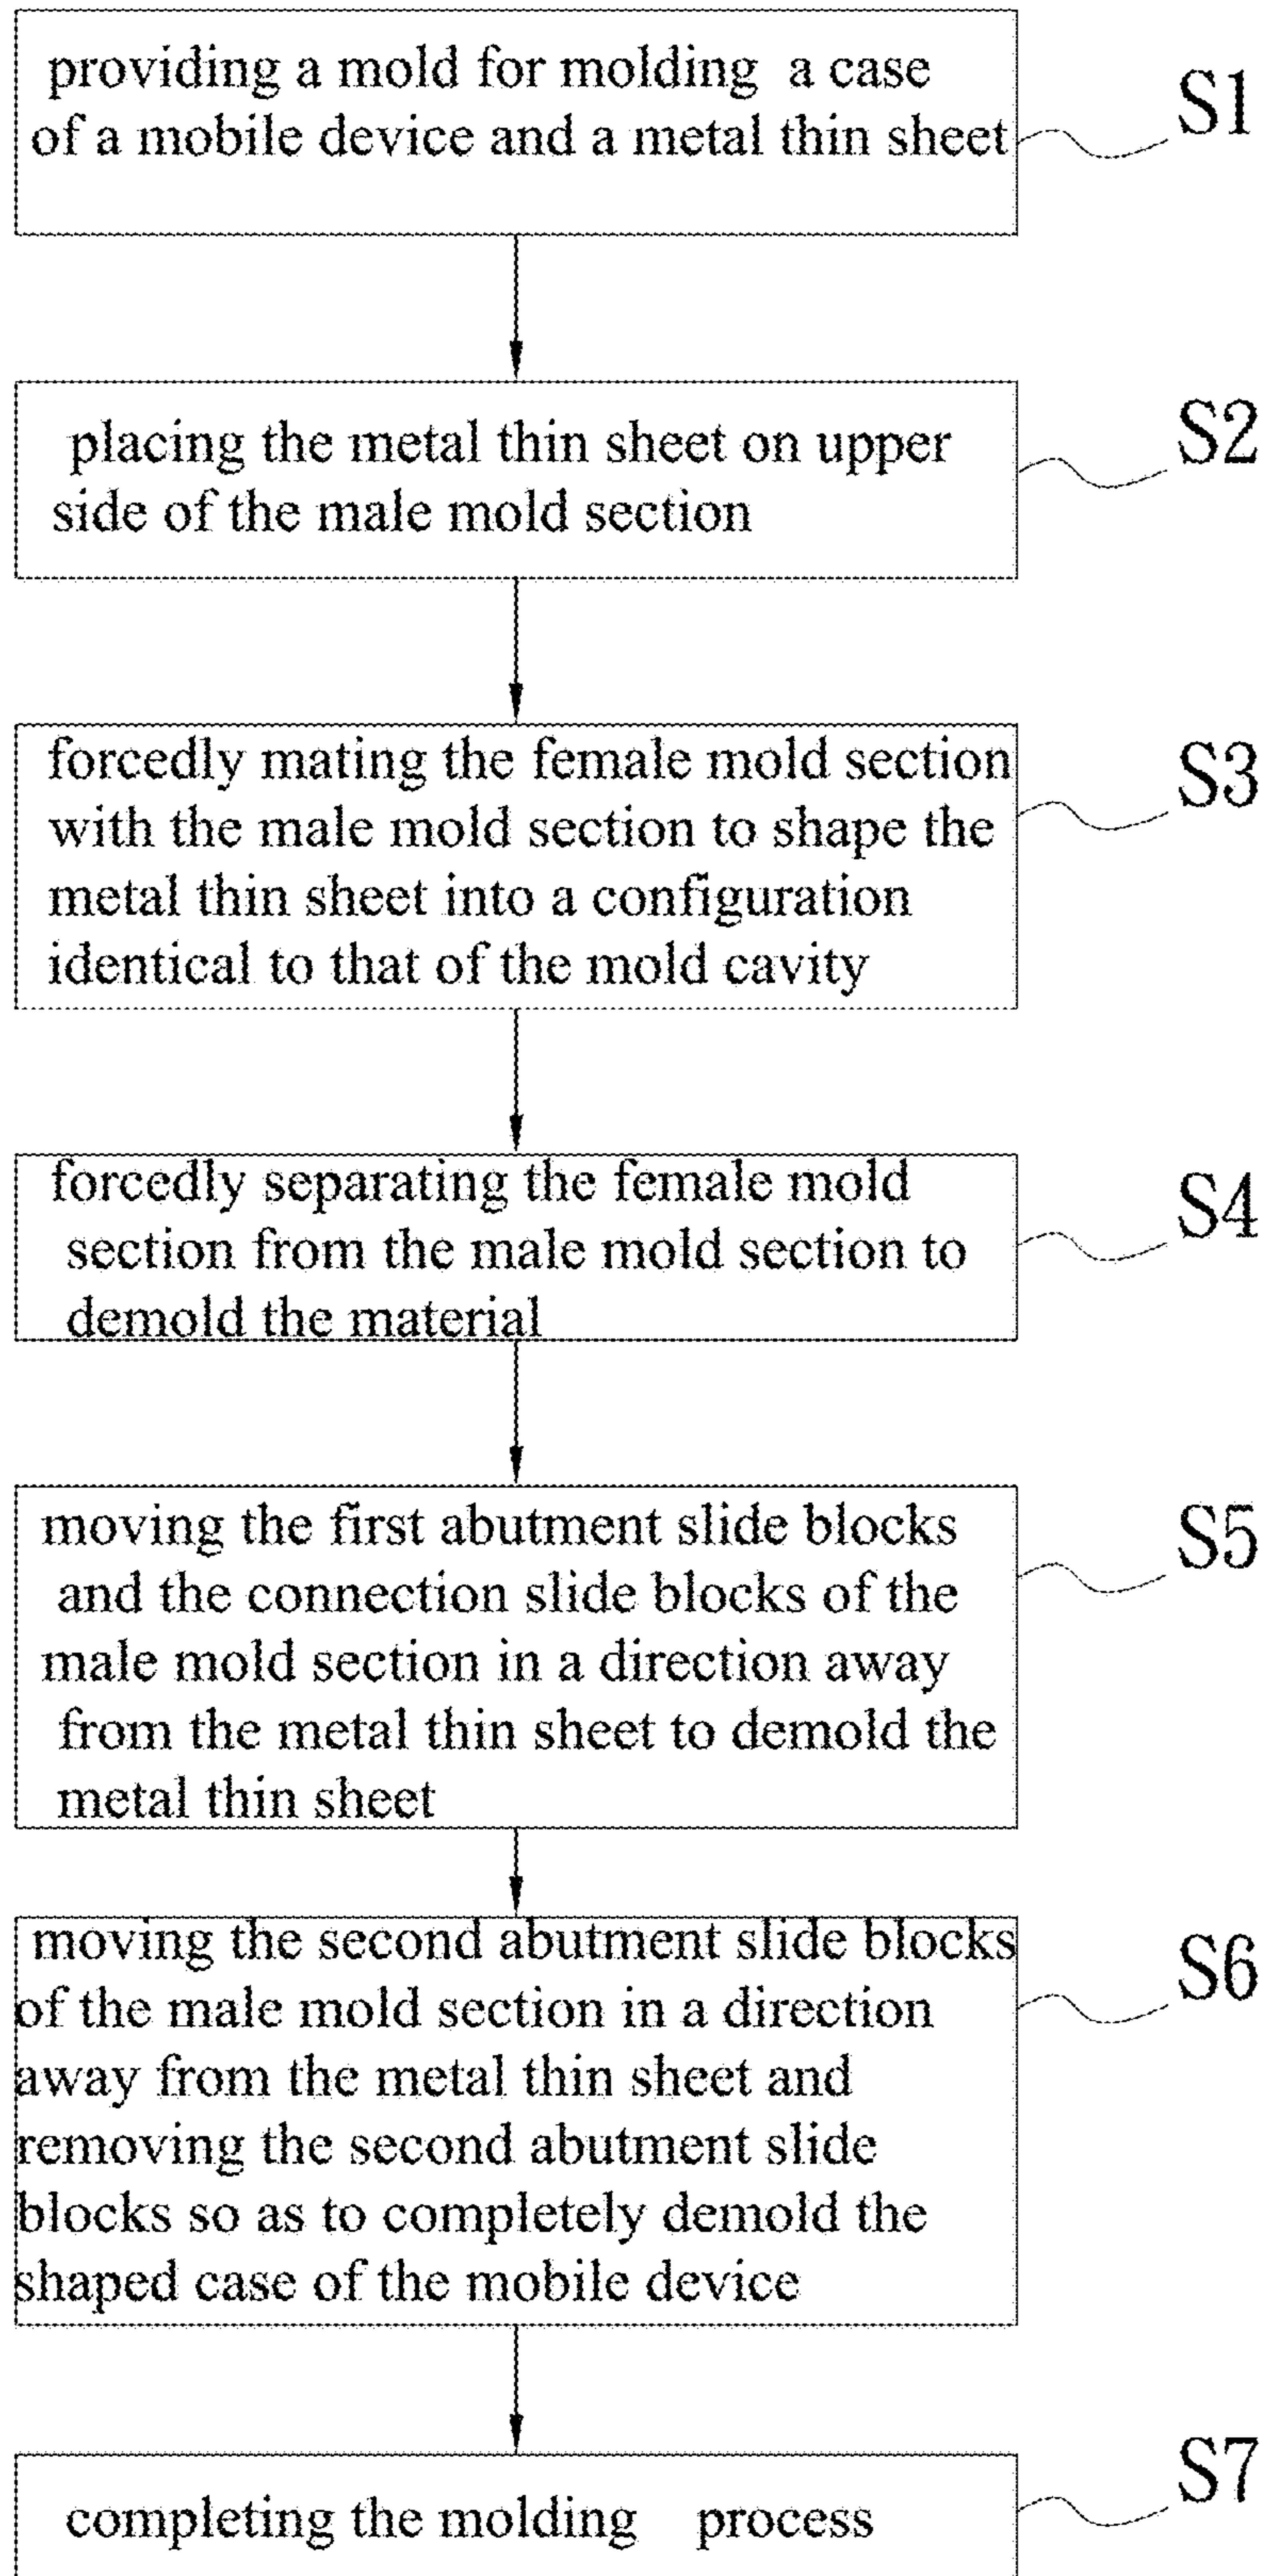 providing a mold for molding a case
of a mobile device and a metal thin sheet
S1
placing the metal thin sheet on upper
side of the male mold section
S2
forcedly mating the female mold section
with the male mold section to shape the
metal thin sheet into a configuration
identical to that of the mold cavity
S3
forcedly separating the female mold
section from the male mold section to
demold the material
S4
moving the first abutment slide blocks
and the connection slide blocks of the
male mold section in a direction away
from the metal thin sheet to demold the
metal thin sheet
S5
moving the second abutment slide blocks
of the male mold section in a direction
away from the metal thin sheet and
removing the second abutment slide
blocks so as to completely demold the
shaped case of the mobile device
S6
completing the molding process
S7